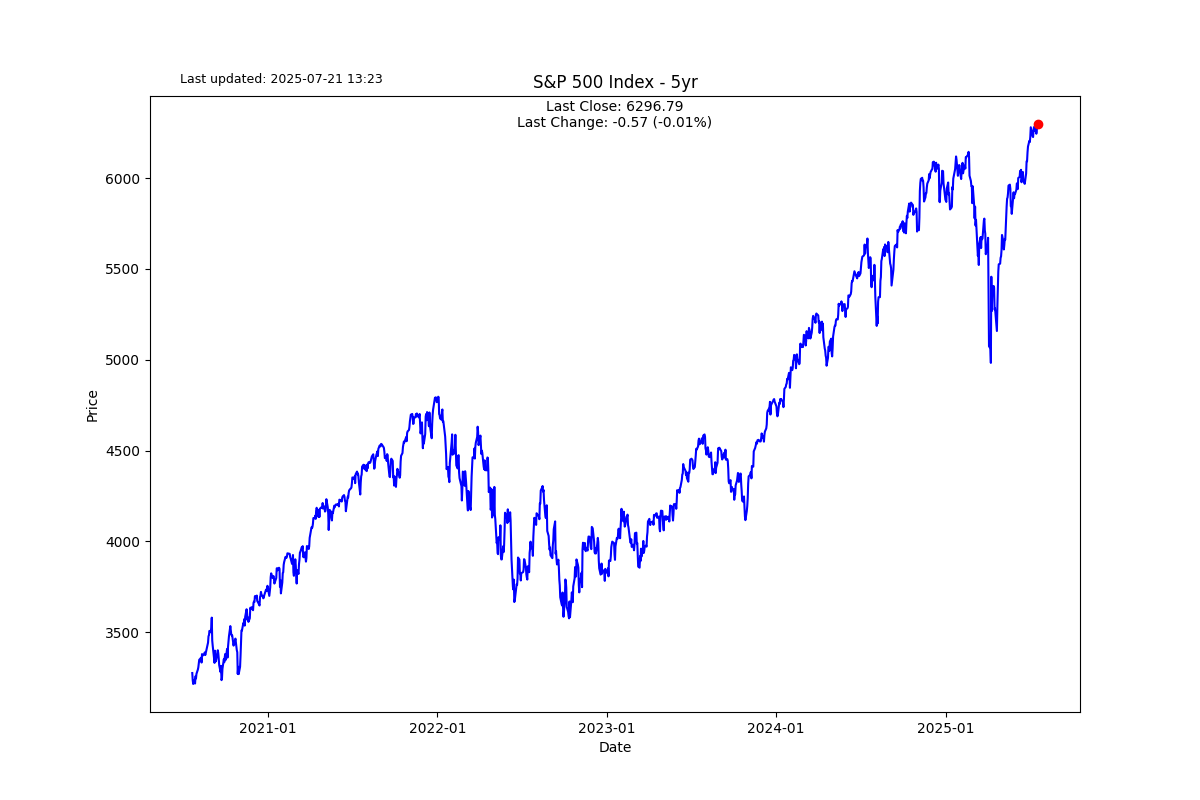 Last updated: 2025-07-21 13:23
S&P 500 Index - 5yr
Last Close: 6296.79
Last Change: -0.57 (-0.01%)
Price
6000
5500
5000
4500
4000
3500
2021-01
2022-01
2023-01
2024-01
2025-01
Date